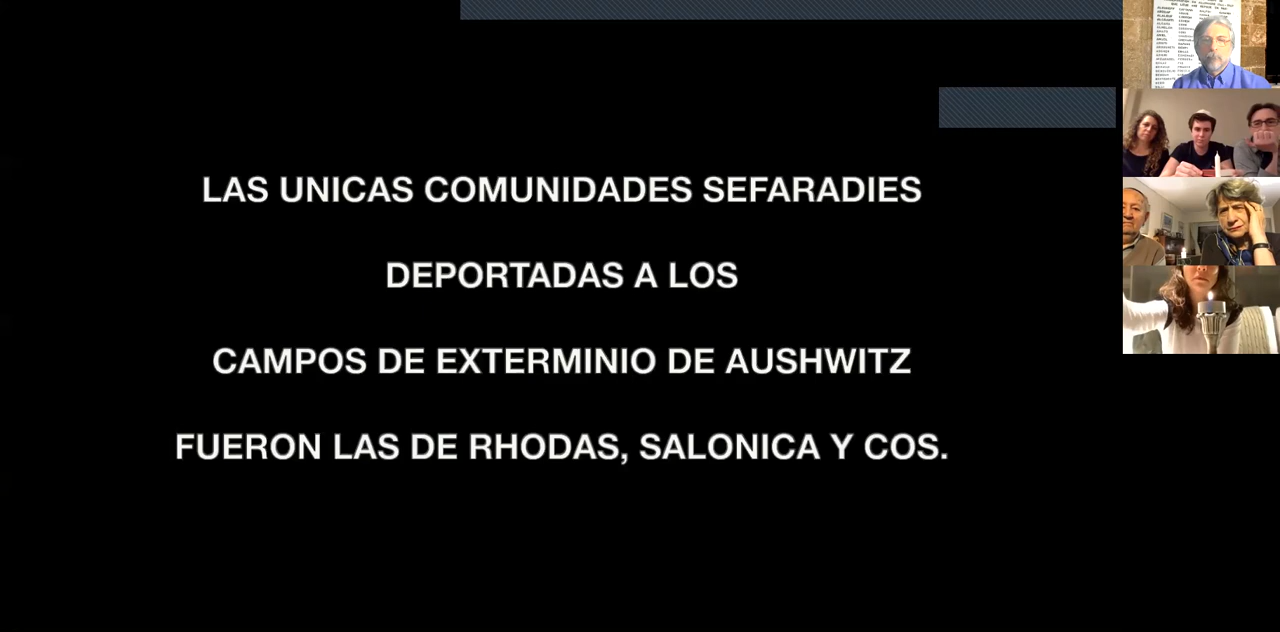 LAS UNICAS COMUNIDADES SEFARADIES
DEPORTADAS A LOS
CAMPOS DE EXTERMINIO DE AUSHWITZ
FUERON LAS DE RHODAS, SALONICA Y COS.